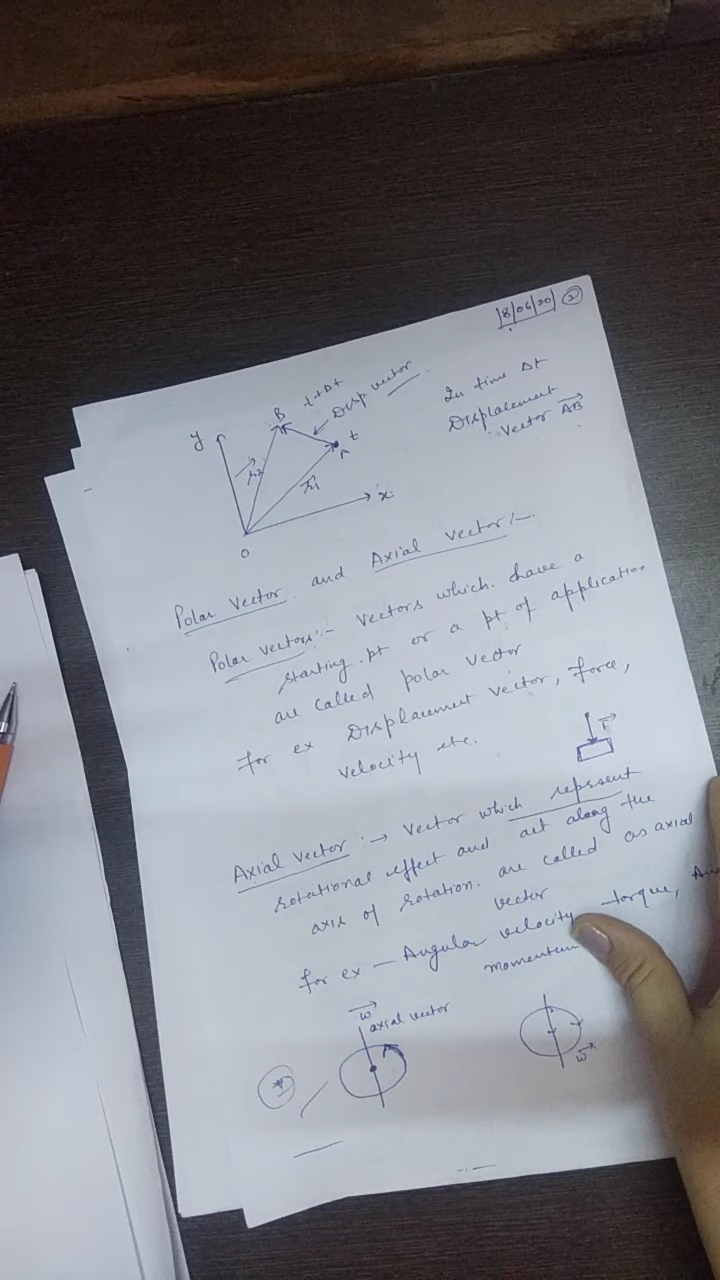 18/06/20 2
B t+Δt Disp vector
In time Δt
Displacement
Vector AB
y r2 r1 A t
x
O
Polar Vector and Axial Vector:-
Polar vectors:- Vectors which have a
starting pt or a pt of application
are called polar vector
for ex Displacement vector, force,
velocity etc.
F
Axial vector :→ Vector which reprsent
rotational effect and act along the
axis of rotation. are called as axial
vector
for ex — Angular velocity torque,
momentum
w
axial vector
w